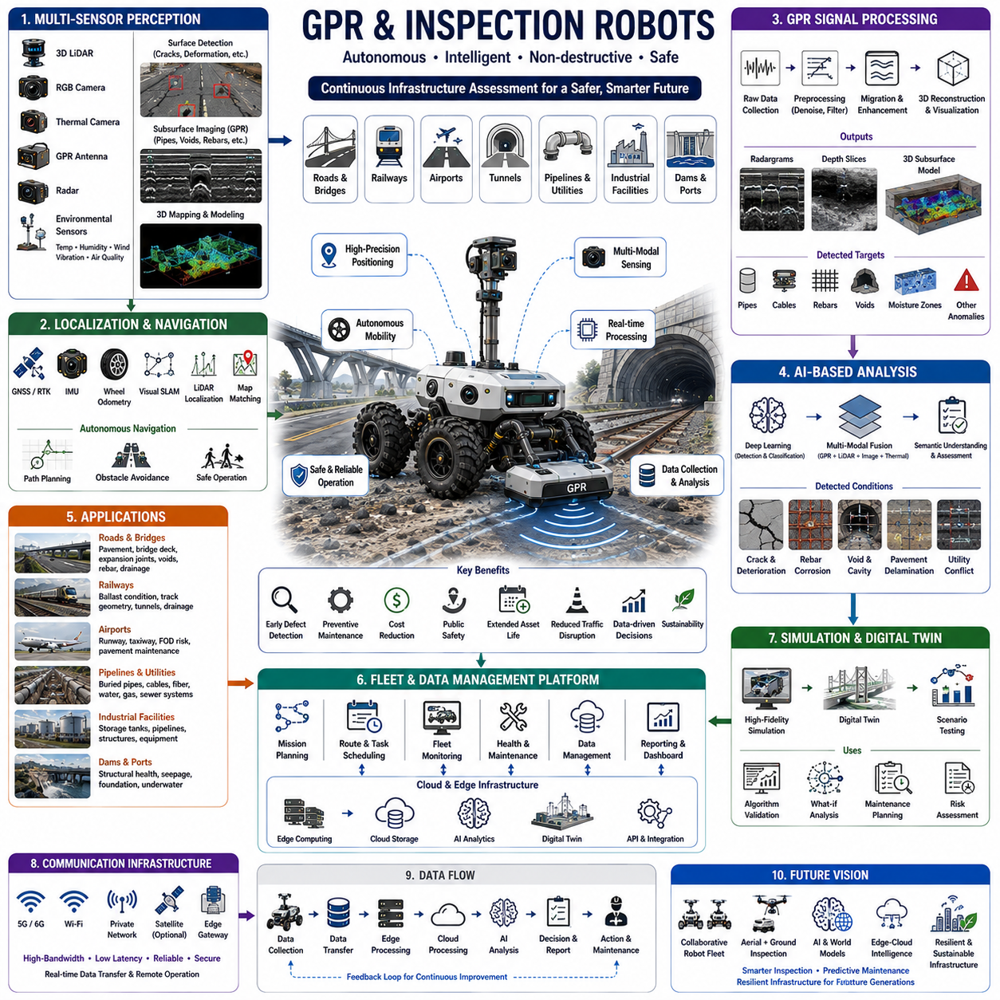 GPR & INSPECTION ROBOTS
Autonomous • Intelligent • Non-destructive • Safe
Continuous Infrastructure Assessment for a Safer, Smarter Future
Roads &
Bridges
Railways
Airports
Tunnels
Pipelines &
Utilities
Industrial
Facilities
Dams &
Ports
1. MULTI-SENSOR PERCEPTION
3D LiDAR
RGB Camera
Thermal Camera
GPR Antenna
Radar
Environmental
Sensors
Temp • Humidity • Wind
Vibration • Air Quality
Surface Detection
(Cracks, Deformation, etc.)
Subsurface Imaging (GPR)
(Pipes, Voids, Rebars, etc.)
3D Mapping & Modeling
2. LOCALIZATION & NAVIGATION
GNSS / RTK
IMU
Wheel
Odometry
Visual SLAM
LiDAR
Localization
Map
Matching
Autonomous Navigation
Path Planning
Obstacle Avoidance
Safe Operation
High-Precision
Positioning
Multi-Modal
Sensing
Autonomous
Mobility
Real-time
Processing
Safe & Reliable
Operation
Data Collection
& Analysis
GPR
3. GPR SIGNAL PROCESSING
Raw Data
Collection
Preprocessing
(Denoise, Filter)
Migration &
Enhancement
3D Reconstruction
& Visualization
Outputs
Radargrams
Depth Slices
3D Subsurface
Model
Detected Targets
Pipes
Cables
Rebars
Voids
Moisture Zones
Other
Anomalies
4. AI-BASED ANALYSIS
Deep Learning
(Detection & Classification)
Multi-Modal Fusion
(GPR + LiDAR + Image + Thermal)
Semantic Understanding
& Assessment
Detected Conditions
Crack &
Deterioration
Rebar
Corrosion
Void &
Cavity
Pavement
Delamination
Utility
Conflict
5. APPLICATIONS
Roads & Bridges
Pavement, bridge deck,
expansion joints, voids,
rebar, drainage
Railways
Ballast condition, track
geometry, tunnels, drainage
Airports
Runway, taxiway, FOD risk,
pavement maintenance
Pipelines & Utilities
Buried pipes, cables, fiber,
water, gas, sewer systems
Industrial Facilities
Storage tanks, pipelines,
structures, equipment
Dams & Ports
Structural health, seepage,
foundation, underwater
Key Benefits
Early Defect
Detection
Preventive
Maintenance
Cost
Reduction
Public
Safety
Extended Asset
Life
Reduced Traffic
Disruption
Data-driven
Decisions
Sustainability
6. FLEET & DATA MANAGEMENT PLATFORM
Mission
Planning
Route & Task
Scheduling
Fleet
Monitoring
Health &
Maintenance
Data
Management
Reporting &
Dashboard
Cloud & Edge Infrastructure
Edge Computing
Cloud Storage
AI Analytics
Digital Twin
API & Integration
7. SIMULATION & DIGITAL TWIN
High-Fidelity
Simulation
Digital Twin
Scenario
Testing
Uses
Algorithm
Validation
What-if
Analysis
Maintenance
Planning
Risk
Assessment
8. COMMUNICATION INFRASTRUCTURE
5G / 6G
Wi-Fi
Private
Network
Satellite
(Optional)
Edge
Gateway
High-Bandwidth • Low Latency • Reliable • Secure
Real-time Data Transfer & Remote Operation
9. DATA FLOW
Data
Collection
Data
Transfer
Edge
Processing
Cloud
Processing
AI
Analysis
Decision &
Report
Action &
Maintenance
Feedback Loop for Continuous Improvement
10. FUTURE VISION
Collaborative
Robot Fleet
Aerial + Ground
Inspection
AI & World
Models
Edge-Cloud
Intelligence
Resilient &
Sustainable
Infrastructure
Smarter Inspection • Predictive Maintenance
Resilient Infrastructure for Generations